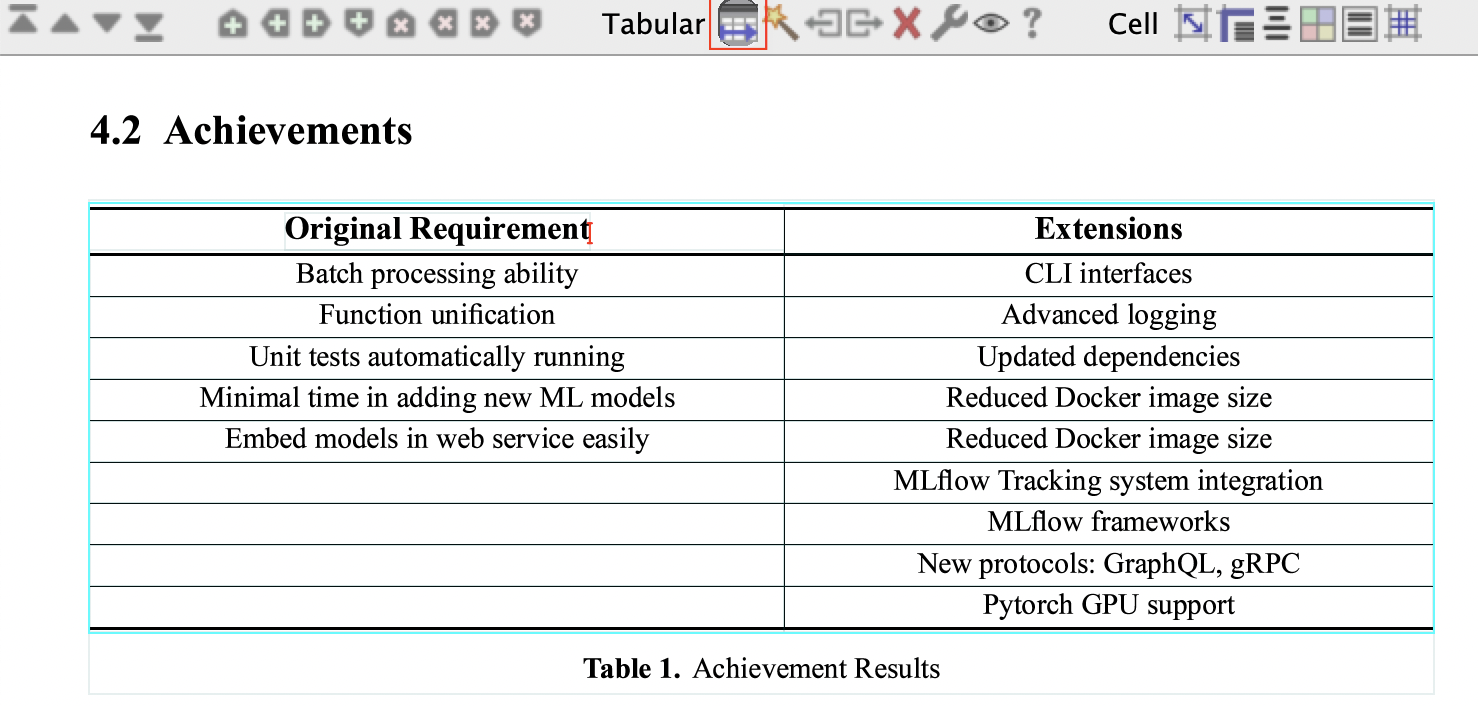 Tabular Cell
4.2 Achievements
Original Requirement Extensions
Batch processing ability CLI interfaces
Function unification Advanced logging
Unit tests automatically running Updated dependencies
Minimal time in adding new ML models Reduced Docker image size
Embed models in web service easily Reduced Docker image size
MLflow Tracking system integration
MLflow frameworks
New protocols: GraphQL, gRPC
Pytorch GPU support
Table 1. Achievement Results